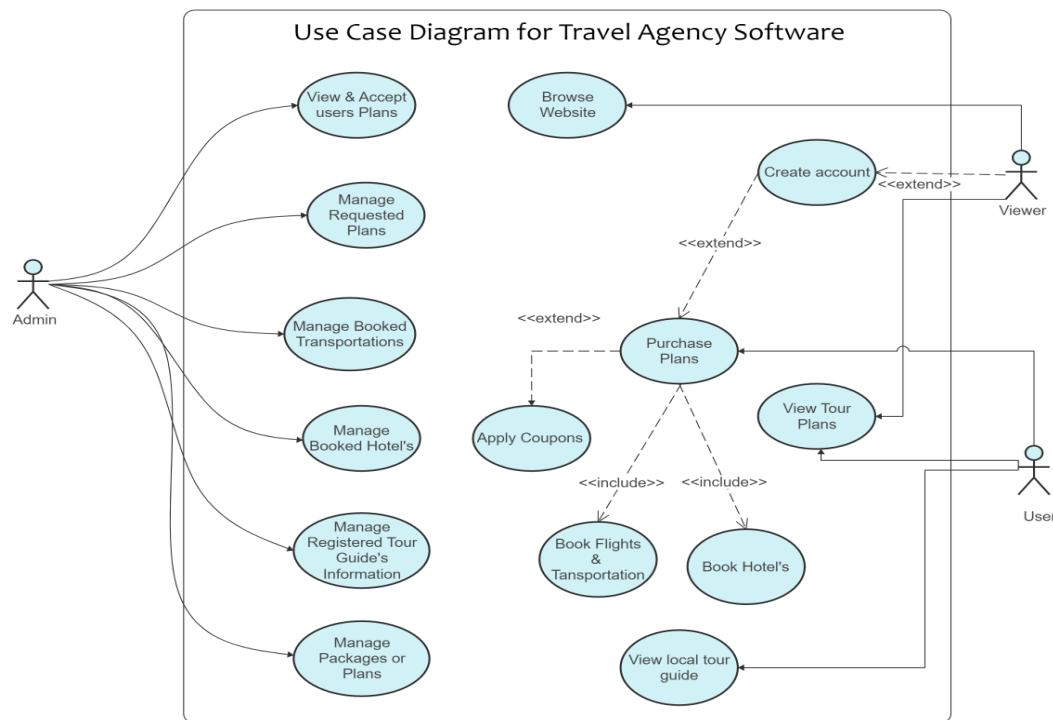 Use Case Diagram for Travel Agency Software
View & Accept
users Plans
Browse
Website
Create account
<<extend>>
Viewer
Manage
Requested
Plans
<<extend>>
Admin
Manage Booked
Transportations
<<extend>>
Purchase
Plans
View Tour
Plans
Manage
Booked Hotel's
Apply Coupons
<<include>>
<<include>>
User
Manage
Registered Tour
Guide's
Information
Book Flights
&
Tansportation
Book Hotel's
Manage
Packages or
Plans
View local tour
guide